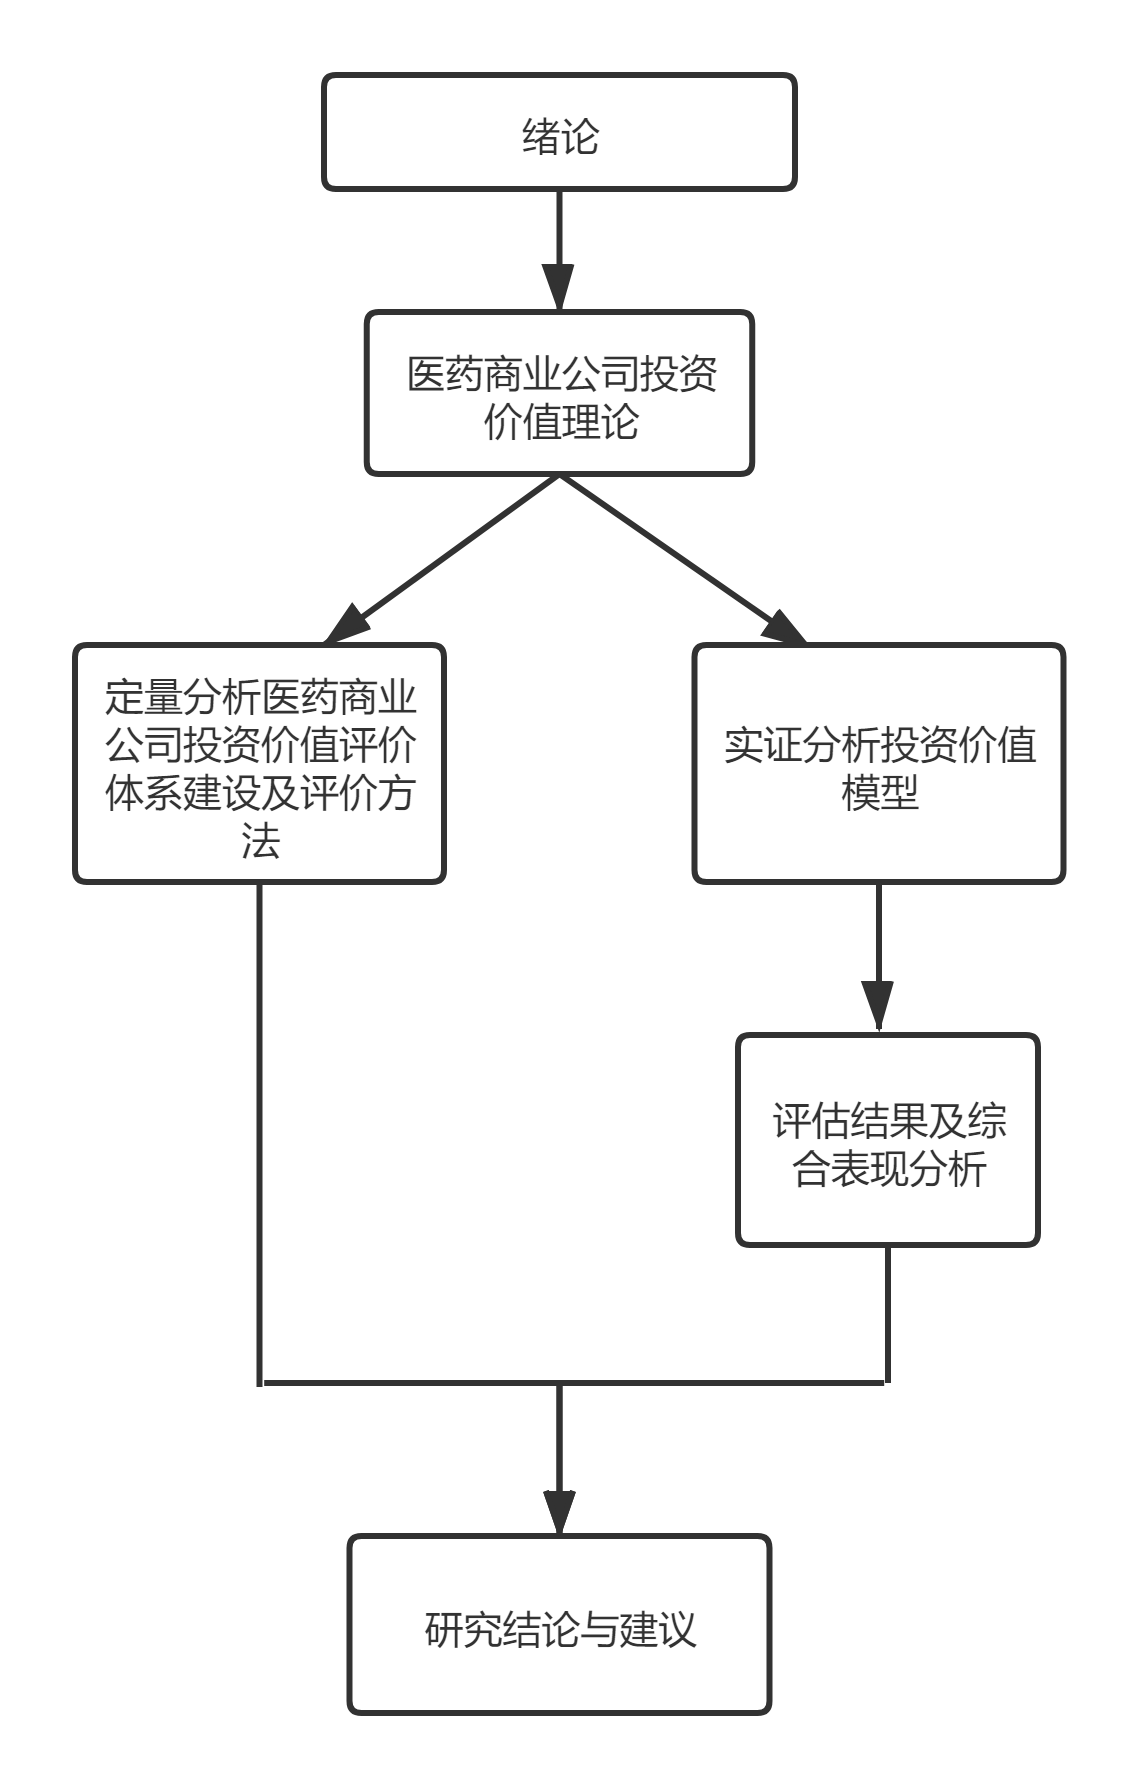 绪论
医药商业公司投资
价值理论
定量分析医药商业
公司投资价值评价
体系建设及评价方
法
实证分析投资价值
模型
评估结果及综
合表现分析
研究结论与建议